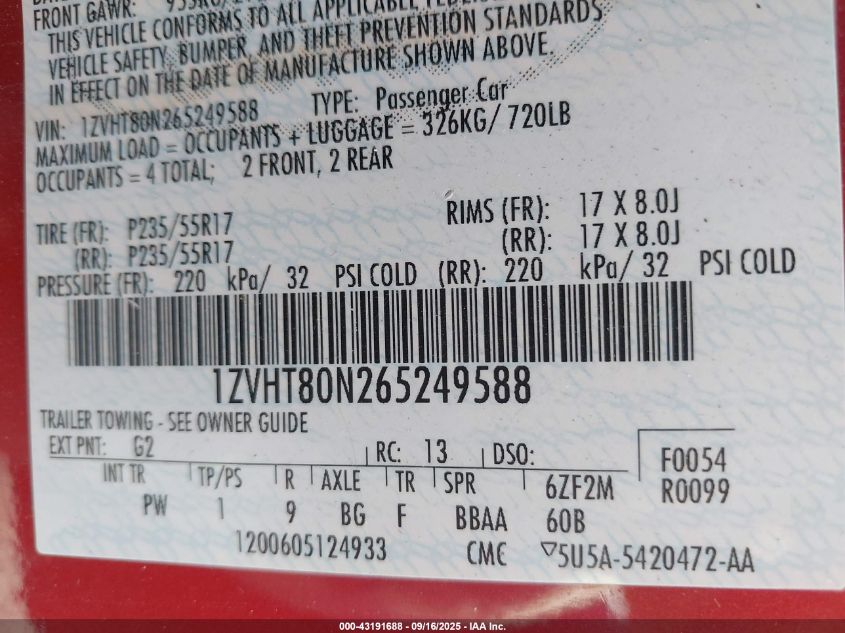 FRONT GAWR:
THIS VEHICLE CONFORMS TO ALL APPLICABLE
VEHICLE SAFETY, BUMPER, AND THEFT PREVENTION STANDARDS
IN EFFECT ON THE DATE OF MANUFACTURE SHOWN ABOVE.
VIN: 1ZVHT80N265249588 TYPE: Passenger Car
MAXIMUM LOAD = OCCUPANTS + LUGGAGE = 326KG/ 720LB
OCCUPANTS = 4 TOTAL; 2 FRONT, 2 REAR
TIRE (FR): P235/55R17 RIMS (FR): 17 X 8.0J
(RR): P235/55R17 (RR): 17 X 8.0J
PRESSURE (FR): 220 kPa/ 32 PSI COLD (RR): 220 kPa/ 32 PSI COLD
1ZVHT80N265249588
TRAILER TOWING - SEE OWNER GUIDE
EXT PNT: G2 RC: 13 DSO: F0054
INT TR TP/PS R AXLE TR SPR 6ZF2M R0099
PW 1 9 BG F BBAA 60B
1200605124933 CMC ▽5U5A-5420472-AA
000-43191688 - 09/16/2025 - IAA Inc.